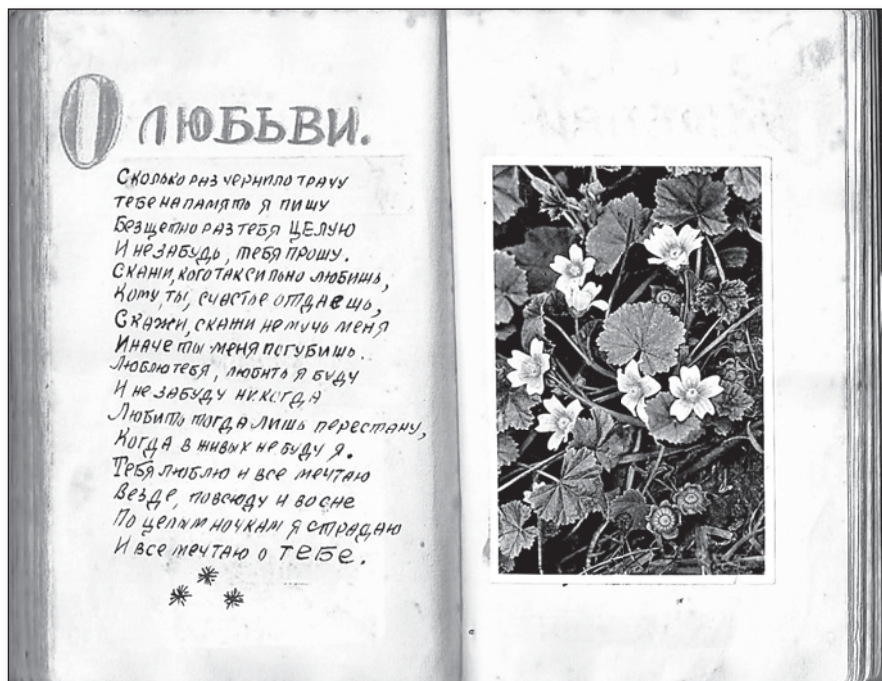 О ЛЮБЬВИ.
Сколько раз чернило трачу
тебе на память я пишу
Безщетно раз тебя целую
И не забудь, тебя прошу.
Скажи, кого так сильно любишь,
Кому, ты, счастье отдаешь,
Скажи, скажи не мучь меня
Иначе ты меня погубишь.
Люблю тебя, любить я буду
И не забуду никогда
Любить тогда лишь перестану,
Когда в живых не буду я.
Тебя люблю и все мечтаю
Везде, повсюду и во сне
По целым ночкам я страдаю
И все мечтаю о тебе.